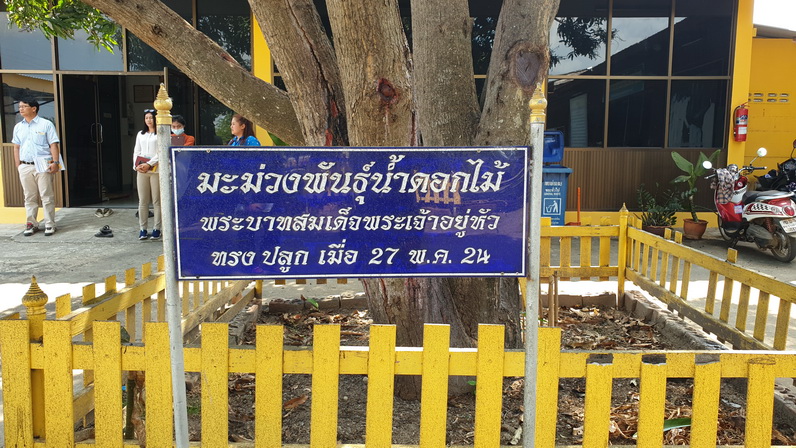 มะม่วงพันธุ์น้ำดอกไม้
พระบาทสมเด็จพระเจ้าอยู่หัว
ทรง ปลูก เมื่อ 27 พ.ค. 24